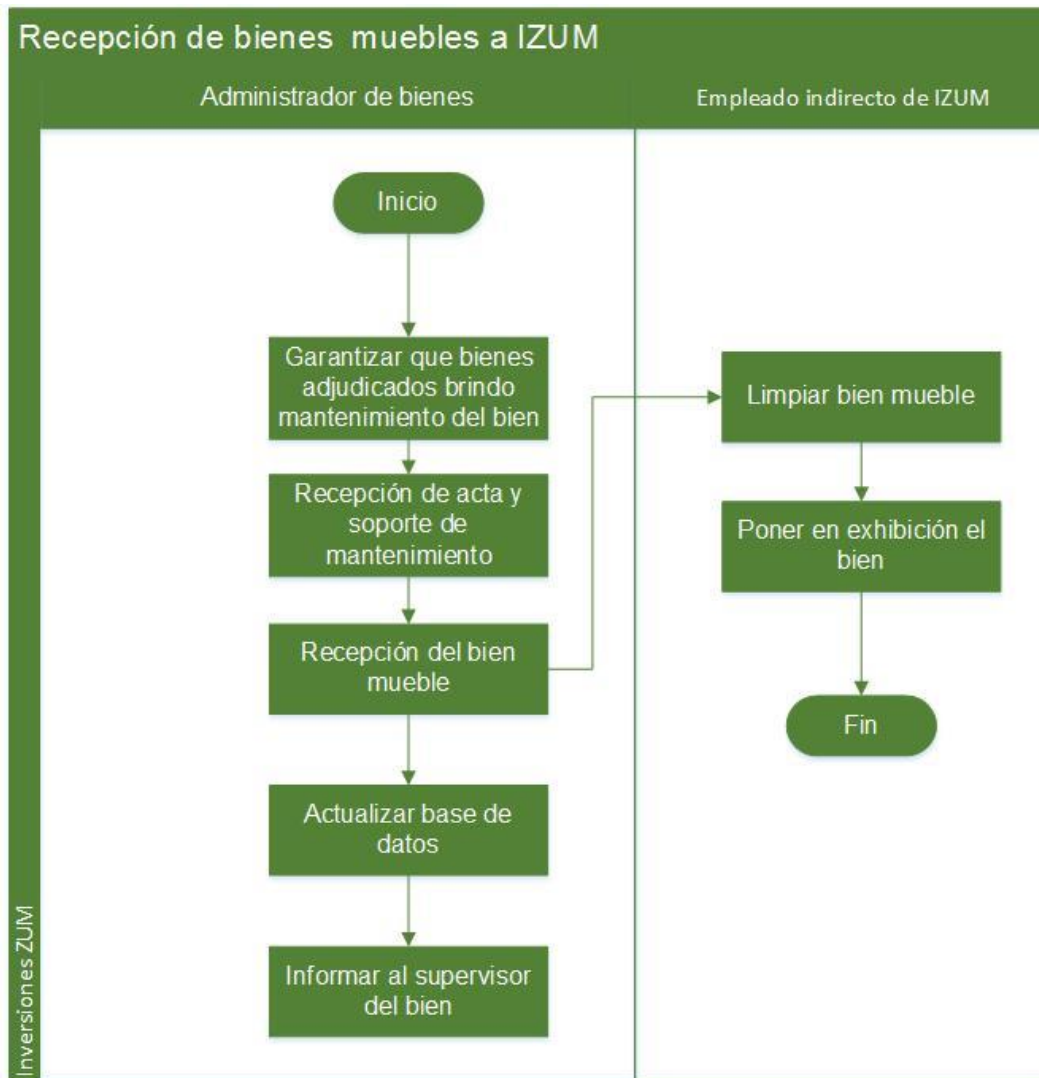 Recepción de bienes muebles a IZUM
Administrador de bienes
Empleado indirecto de IZUM
Inicio
Garantizar que bienes
adjudicados brindo
mantenimiento del bien
Recepción de acta y
soporte de
mantenimiento
Recepción del bien
mueble
Actualizar base de
datos
Informar al supervisor
del bien
Limpiar bien mueble
Poner en exhibición el
bien
Fin
Inversiones ZUM